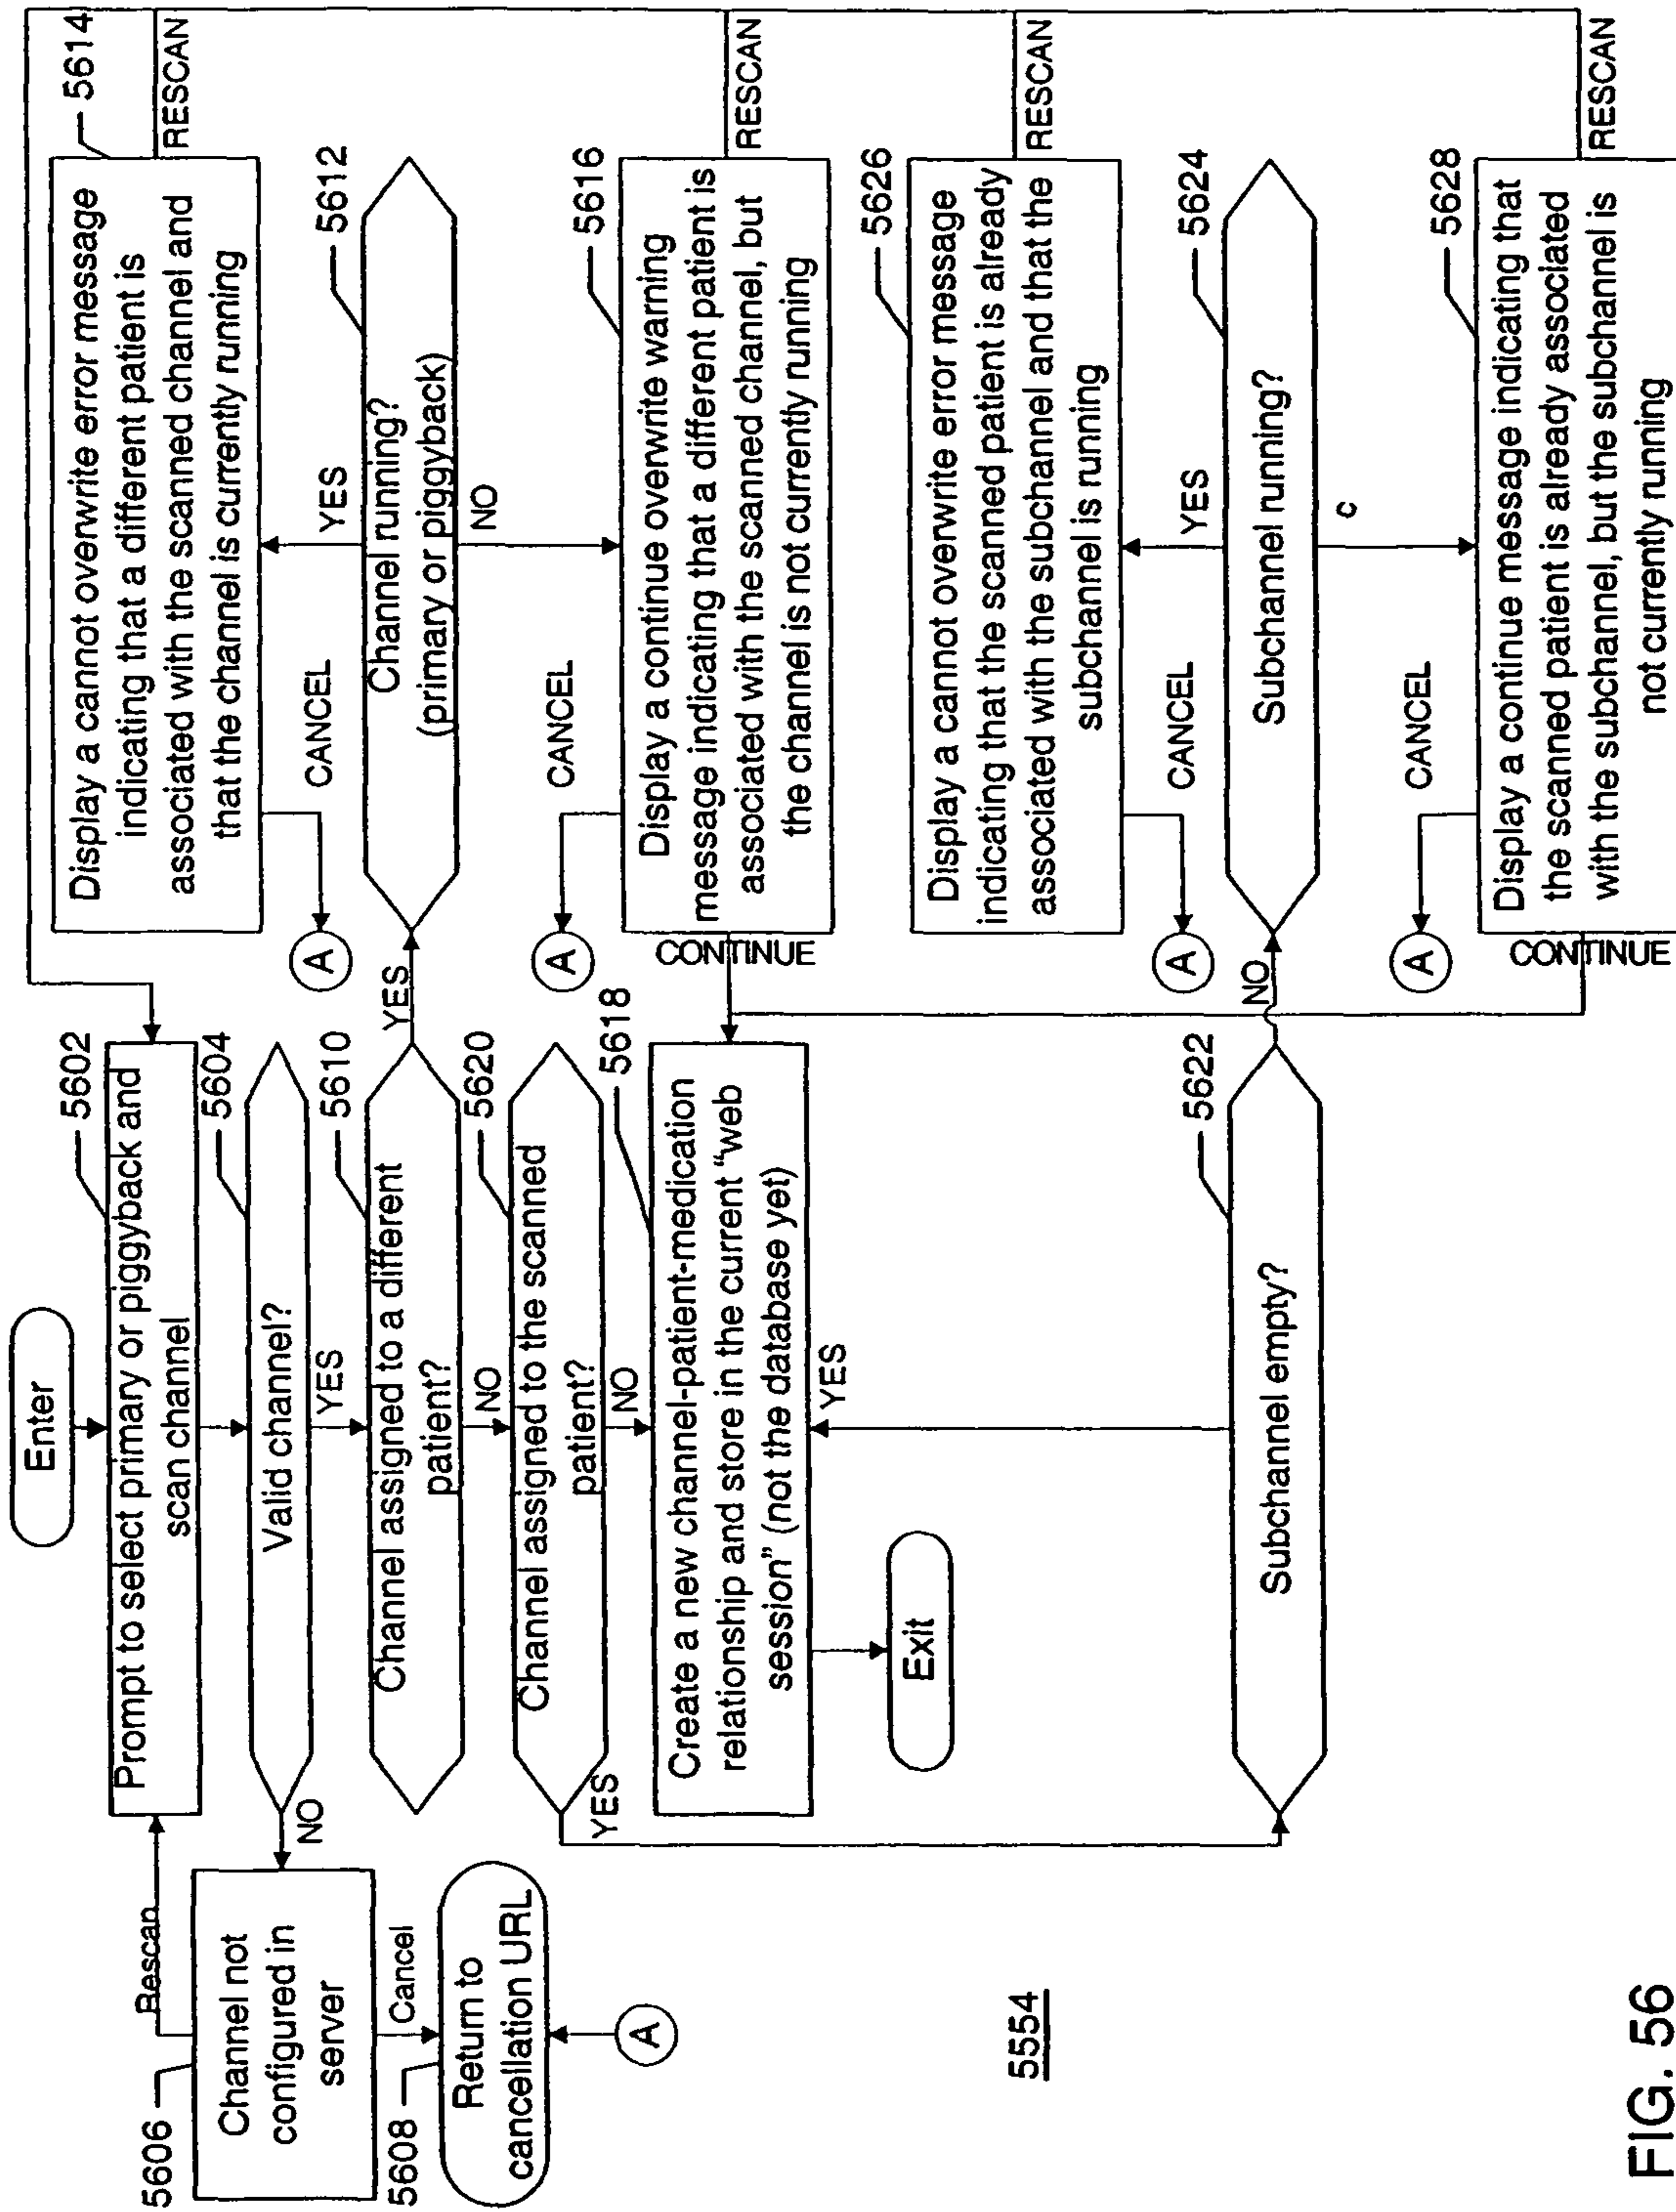 Enter
5602
Prompt to select primary or piggyback and
scan channel
5604
Valid channel?
NO
YES
5606
Rescan
Channel not
configured in
server
Cancel
5608
Return to
cancellation URL
A
5610
Channel assigned to a different
patient?
YES
NO
5620
Channel assigned to the scanned
patient?
YES
NO
5618
Create a new channel-patient-medication
relationship and store in the current "web
session" (not the database yet)
YES
Exit
5622
Subchannel empty?
NO
5614
Display a cannot overwrite error message
indicating that a different patient is
associated with the scanned channel and
that the channel is currently running
RESCAN
CANCEL
A
YES
5612
Channel running?
(primary or piggyback)
NO
CANCEL
A
5616
Display a continue overwrite warning
message indicating that a different patient is
associated with the scanned channel, but
the channel is not currently running
RESCAN
CONTINUE
5626
Display a cannot overwrite error message
indicating that the scanned patient is already
associated with the subchannel and that the
subchannel is running
RESCAN
CANCEL
A
YES
5624
Subchannel running?
c
CANCEL
A
5628
Display a continue message indicating that
the scanned patient is already associated
with the subchannel, but the subchannel is
not currently running
RESCAN
CONTINUE
5554
FIG. 56